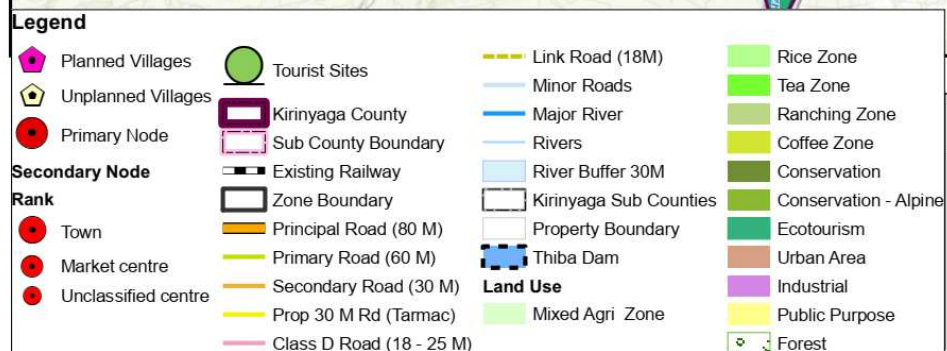 Legend
Planned Villages
Unplanned Villages
Primary Node
Secondary Node
Rank
Town
Market centre
Unclassified centre
Tourist Sites
Kirinyaga County
Sub County Boundary
Existing Railway
Zone Boundary
Principal Road (80 M)
Primary Road (60 M)
Secondary Road (30 M)
Prop 30 M Rd (Tarmac)
Class D Road (18 - 25 M)
Link Road (18M)
Minor Roads
Major River
Rivers
River Buffer 30M
Kirinyaga Sub Counties
Property Boundary
Thiba Dam
Land Use
Mixed Agri Zone
Rice Zone
Tea Zone
Ranching Zone
Coffee Zone
Conservation
Conservation - Alpine
Ecotourism
Urban Area
Industrial
Public Purpose
Forest